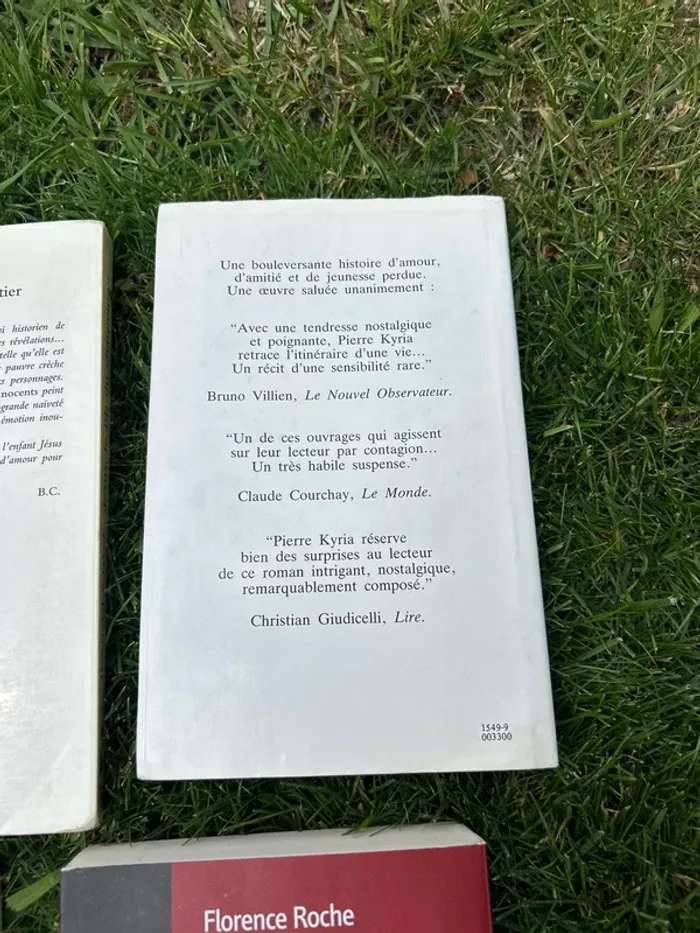 tier
ni historien de
s révélations...
telle qu'elle est
pauvre crèche
s personnages.
nocents peint
grande naïveté
émotion inou-
l'enfant Jésus
d'amour pour
B.C.
Une bouleversante histoire d'amour,
d'amitié et de jeunesse perdue.
Une œuvre saluée unanimement :
“Avec une tendresse nostalgique
et poignante, Pierre Kyria
retrace l'itinéraire d'une vie...
Un récit d'une sensibilité rare.”
Bruno Villien, Le Nouvel Observateur.
“Un de ces ouvrages qui agissent
sur leur lecteur par contagion...
Un très habile suspense.”
Claude Courchay, Le Monde.
“Pierre Kyria réserve
bien des surprises au lecteur
de ce roman intrigant, nostalgique,
remarquablement composé.”
Christian Giudicelli, Lire.
1549-9
003300
Florence Roche